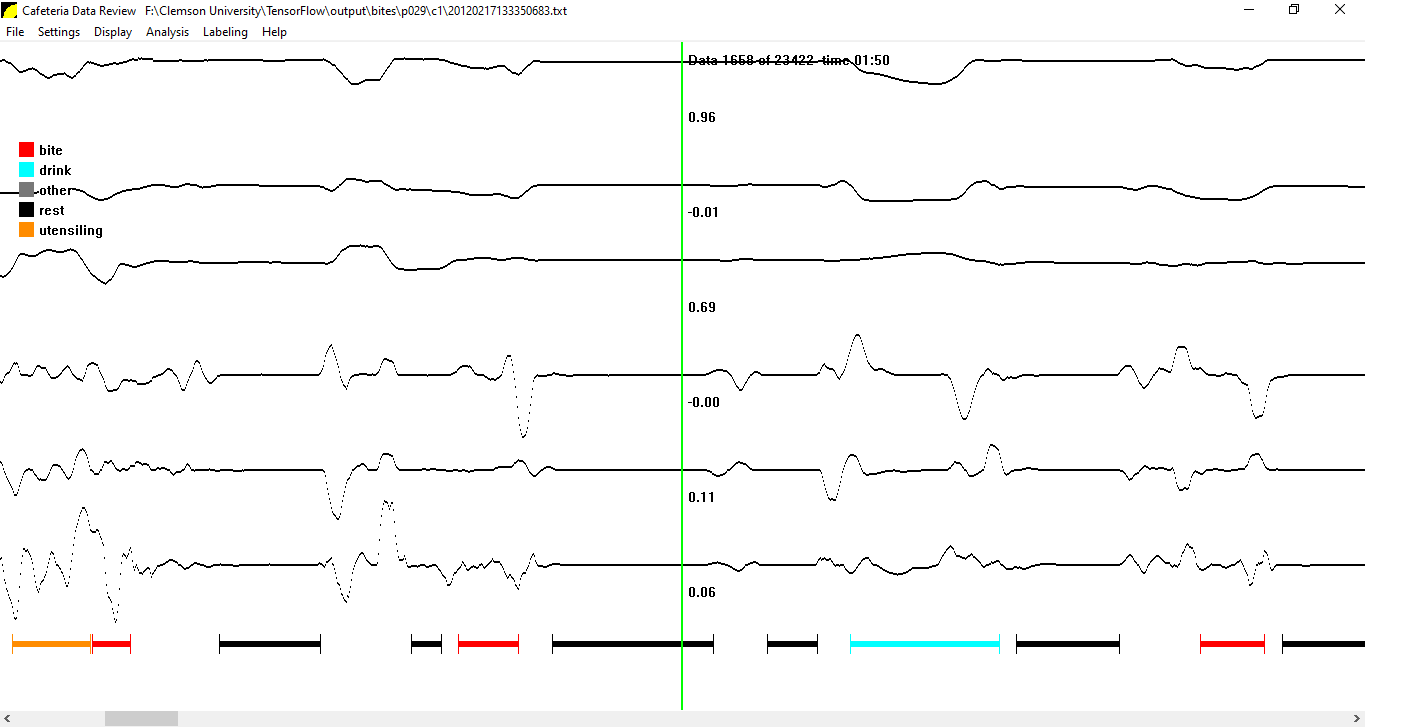 Cafeteria Data Review F:\Clemson University\TensorFlow\output\bites\p029\c1\20120217133350683.txt
File Settings Display Analysis Labeling Help
Data 1658 of 23422 time 01:50
0.96
bite
drink
other
rest
utensiling
-0.01
0.69
-0.00
0.11
0.06